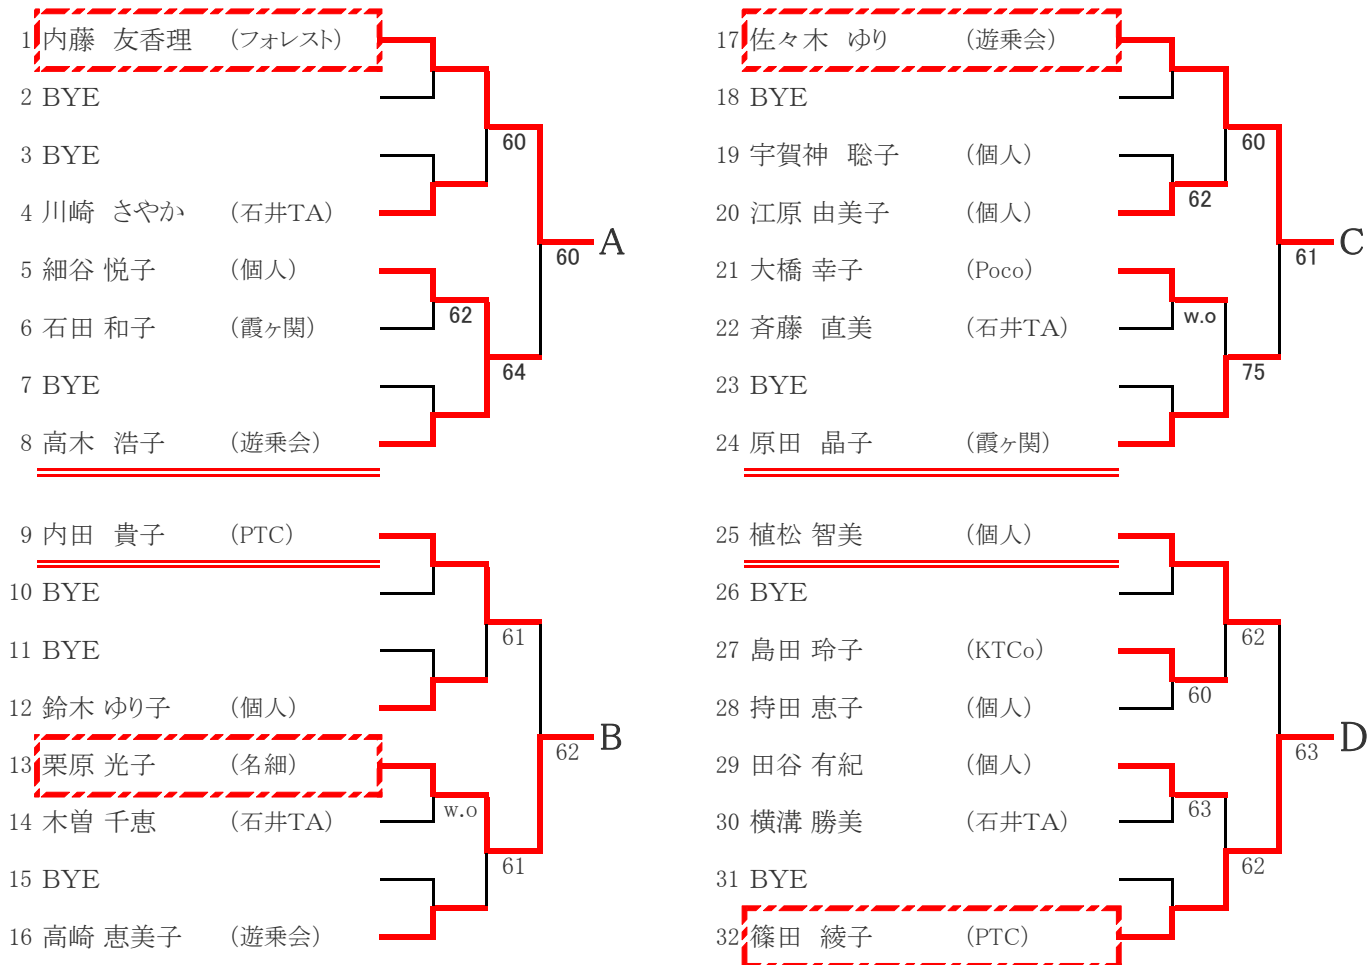 1 内藤 友香理 (フォレスト)
2 BYE
60
3 BYE
4 川崎 さやか (石井TA)
60 A
5 細谷 悦子 (個人)
62
6 石田 和子 (霞ヶ関)
64
7 BYE
8 高木 浩子 (遊乗会)
9 内田 貴子 (PTC)
10 BYE
61
11 BYE
12 鈴木 ゆり子 (個人)
62 B
13 栗原 光子 (名細)
w.o
14 木曽 千恵 (石井TA)
61
15 BYE
16 高崎 恵美子 (遊乗会)
17 佐々木 ゆり (遊乗会)
18 BYE
60
19 宇賀神 聡子 (個人)
62
20 江原 由美子 (個人)
61 C
21 大橋 幸子 (Poco)
w.o
22 斉藤 直美 (石井TA)
75
23 BYE
24 原田 晶子 (霞ヶ関)
25 植松 智美 (個人)
26 BYE
62
27 島田 玲子 (KTCo)
60
28 持田 恵子 (個人)
63 D
29 田谷 有紀 (個人)
63
30 横溝 勝美 (石井TA)
62
31 BYE
32 篠田 綾子 (PTC)